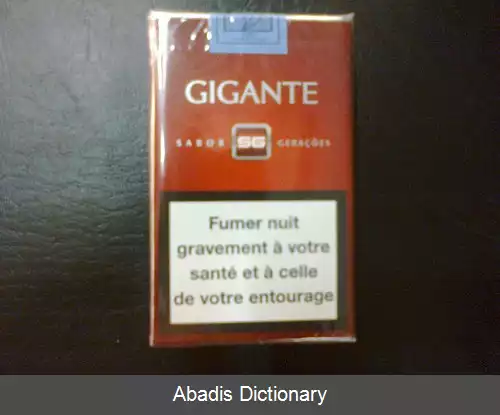 GIGANTE
SABOR SG GERAÇÕES
Fumer nuit
gravement à votre
santé et à celle
de votre entourage
Abadis Dictionary